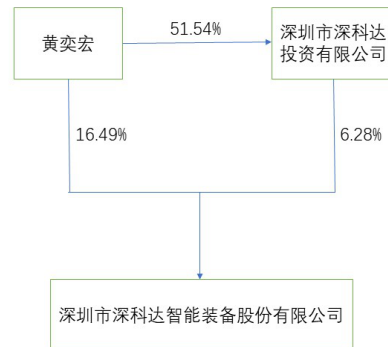 黄奕宏
51.54%
深圳市深科达
投资有限公司
16.49%
6.28%
深圳市深科达智能装备股份有限公司